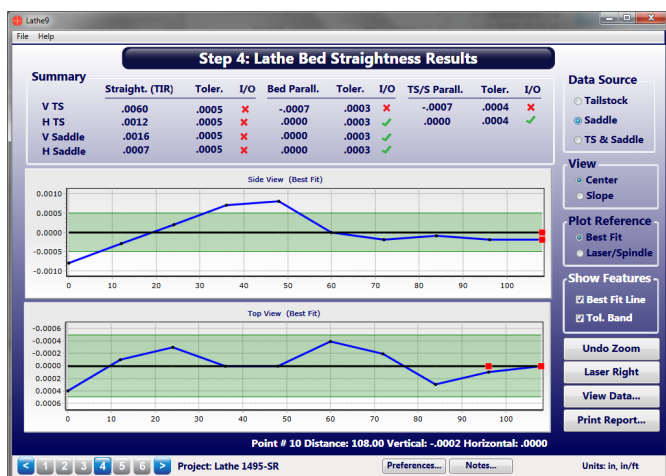 Lathe9
File Help
Step 4: Lathe Bed Straightness Results
Summary
Straight. (TIR) Toler. I/O Bed Parall. Toler. I/O TS/S Parall. Toler. I/O
V TS .0060 .0005 -.0007 .0003 -.0007 .0004
H TS .0012 .0005 .0000 .0003 .0000 .0004
V Saddle .0016 .0005 .0000 .0003
H Saddle .0007 .0005 .0000 .0003
Data Source
Tailstock
Saddle
TS & Saddle
View
Center
Slope
Plot Reference
Best Fit
Laser/Spindle
Show Features
Best Fit Line
Tol. Band
Undo Zoom
Laser Right
View Data...
Print Report...
Side View (Best Fit)
0.0010
0.0005
0.0000
-0.0005
-0.0010
0 10 20 30 40 50 60 70 80 90 100
Top View (Best Fit)
-0.0006
-0.0004
-0.0002
0.0000
0.0002
0.0004
0.0006
0 10 20 30 40 50 60 70 80 90 100
Point # 10 Distance: 108.00 Vertical: -.0002 Horizontal: .0000
< 1 2 3 4 5 6 > Project: Lathe 1495-SR Preferences... Notes... Units: in, in/ft